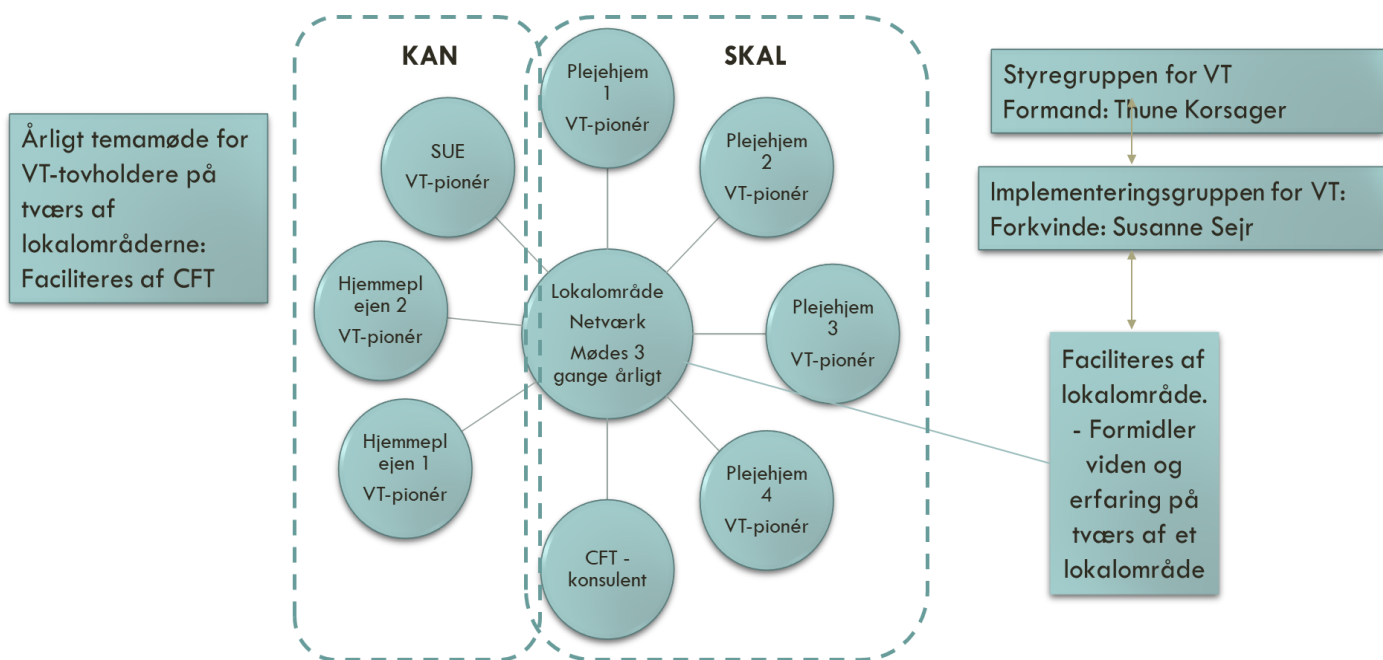 KAN
SKAL
Årligt temamøde for
VT-tovholdere på
tværs af
lokalområderne:
Faciliteres af CFT
SUE
VT-pionér
Hjemmepl
ejen 2
VT-pionér
Hjemmepl
ejen 1
VT-pionér
Plejehjem
1
VT-pionér
Plejehjem
2
VT-pionér
Plejehjem
3
VT-pionér
Plejehjem
4
VT-pionér
CFT -
konsulent
Lokalområde
Netværk
Mødes 3
gange årligt
Styregruppen for VT
Formand: Thune Korsager
Implementeringsgruppen for VT:
Forkvinde: Susanne Sejr
Faciliteres af
lokalområde.
- Formidler
viden og
erfaring på
tværs af et
lokalområde